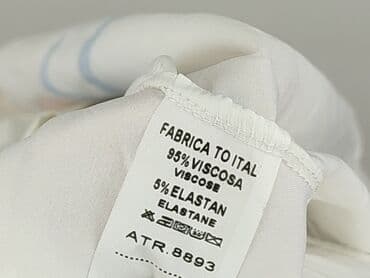 FABRICA TO ITAL
95% VISCOSA
VISCOSE
5% ELASTAN
ELASTANE
ATR.8893